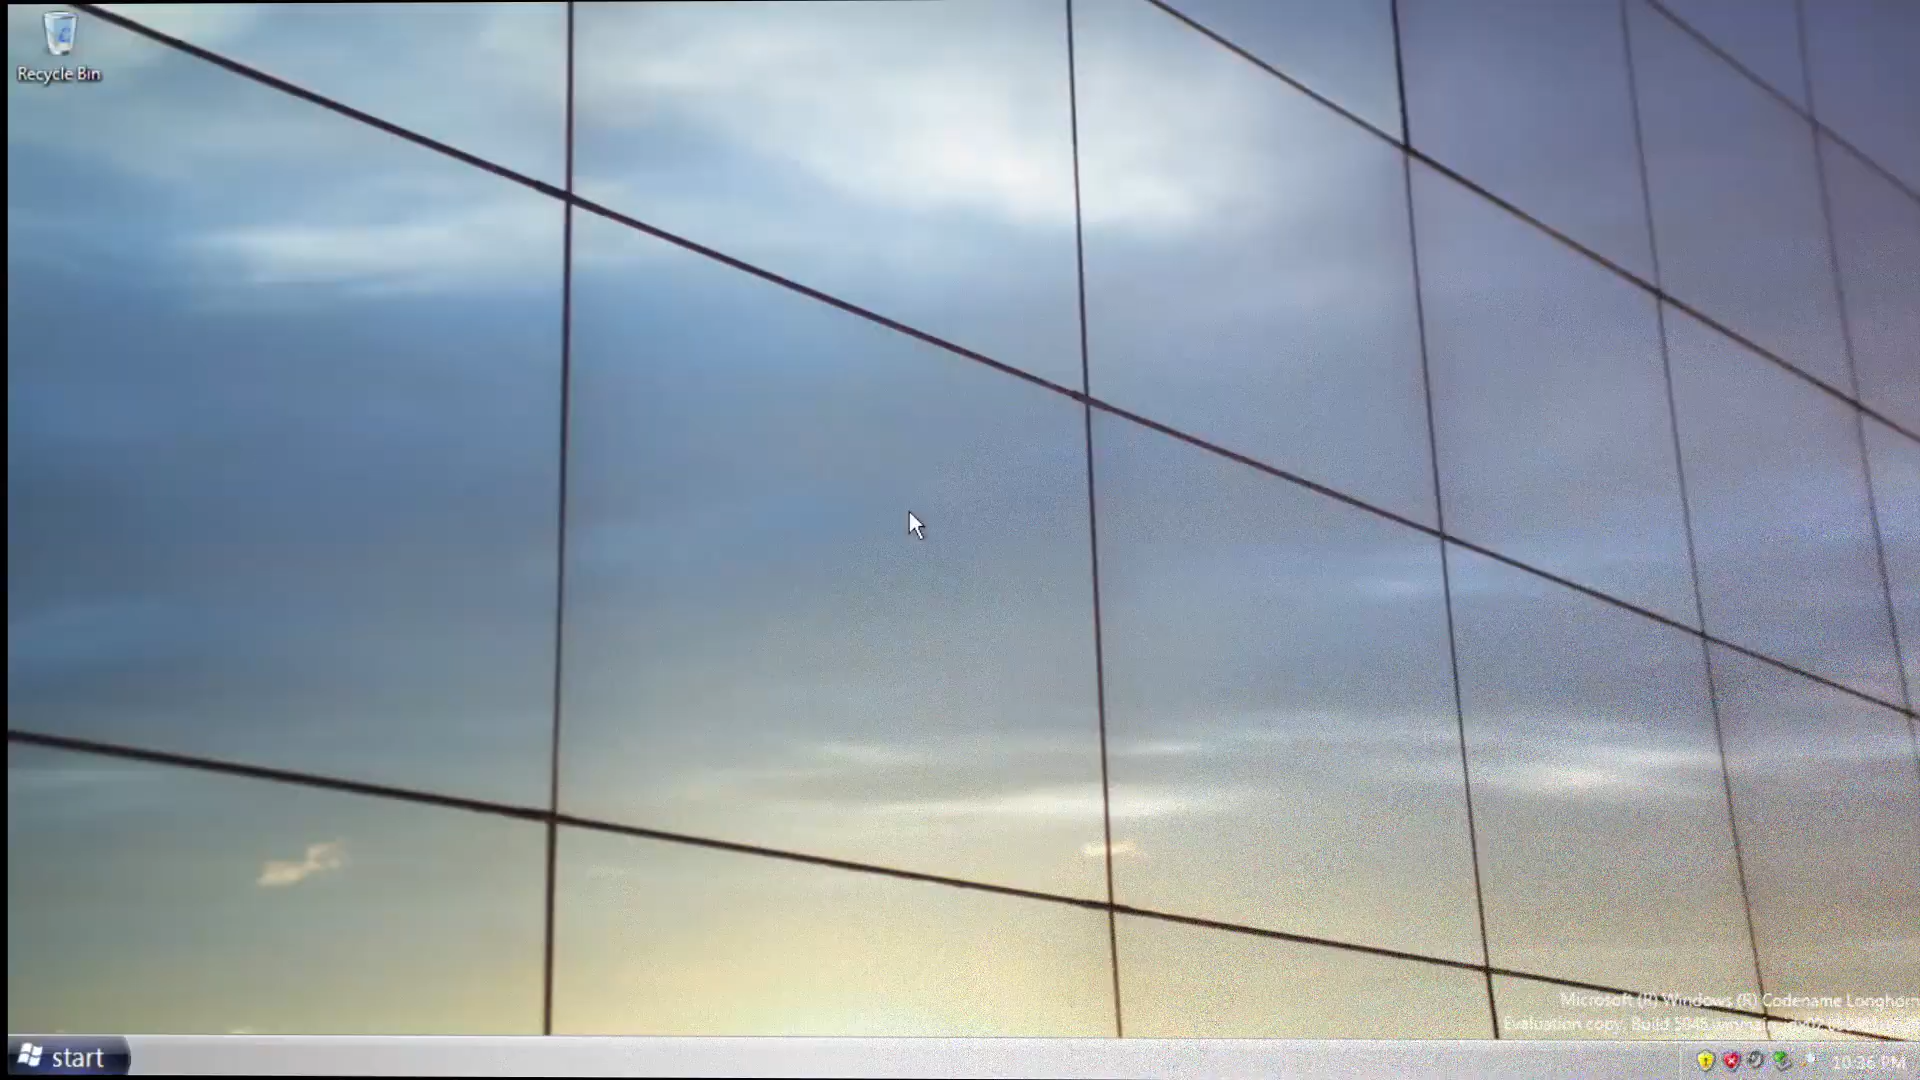 Recycle Bin
Microsoft (R) Windows (R) Codename Longhorn
Evaluation copy. Build 5048
start
10:36 PM